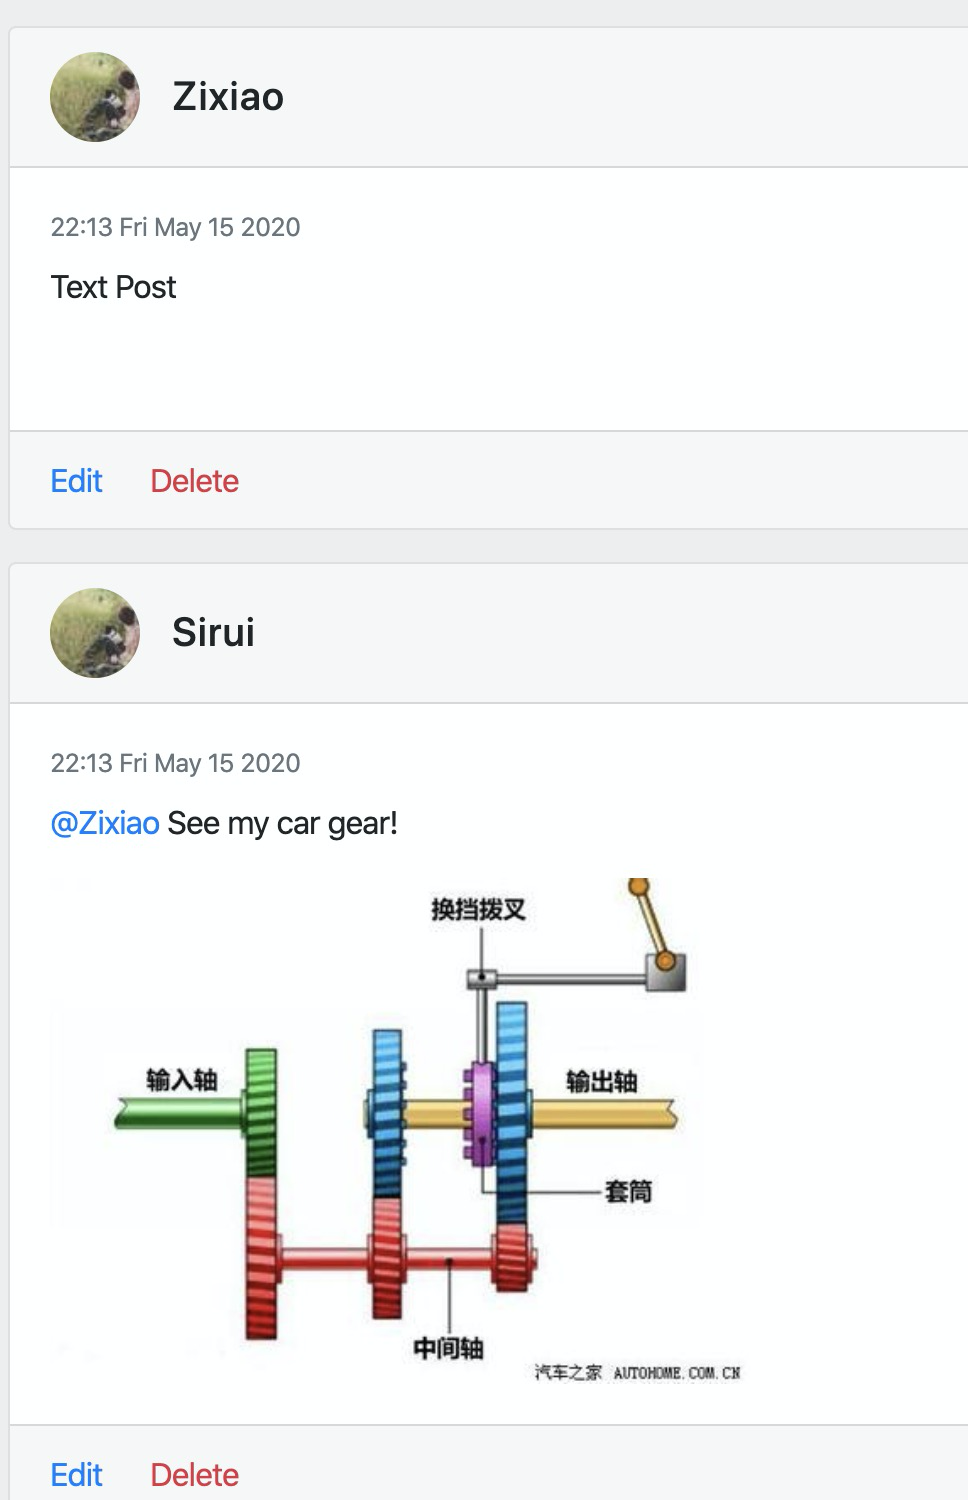 Zixiao
22:13 Fri May 15 2020
Text Post
Edit Delete
Sirui
22:13 Fri May 15 2020
@Zixiao See my car gear!
换挡拨叉
输入轴
输出轴
套筒
中间轴
汽车之家 AUTOHOME.COM.CN
Edit Delete